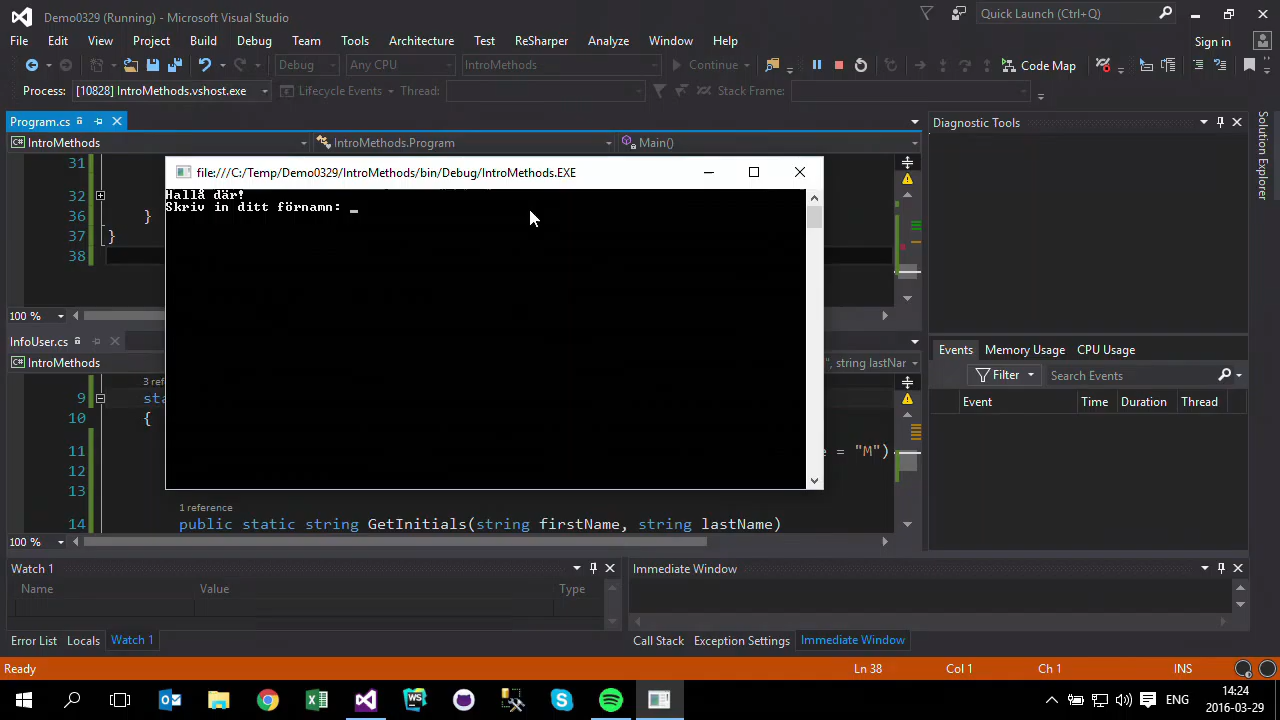 Demo0329 (Running) - Microsoft Visual Studio
Quick Launch (Ctrl+Q)
File Edit View Project Build Debug Team Tools Architecture Test ReSharper Analyze Window Help
Sign in
Debug Any CPU IntroMethods Continue Code Map
Process: [10828] IntroMethods.vshost.exe Lifecycle Events Thread: Stack Frame:
Program.cs
Diagnostic Tools
IntroMethods IntroMethods.Program Main()
Solution Explorer
31
file:///C:/Temp/Demo0329/IntroMethods/bin/Debug/IntroMethods.EXE
Hallå där!
32
Skriv in ditt förnamn: _
36 }
37 }
38
100 %
InfoUser.cs
Events Memory Usage CPU Usage
IntroMethods
", string lastNar
Filter Search Events
3 ref
9 sta
Event Time Duration Thread
10 {
11 e = "M")
12
13
1 reference
14 public static string GetInitials(string firstName, string lastName)
100 %
Watch 1
Immediate Window
Name Value Type
Error List Locals Watch 1
Call Stack Exception Settings Immediate Window
Ready Ln 38 Col 1 Ch 1 INS
ENG
14:24
2016-03-29